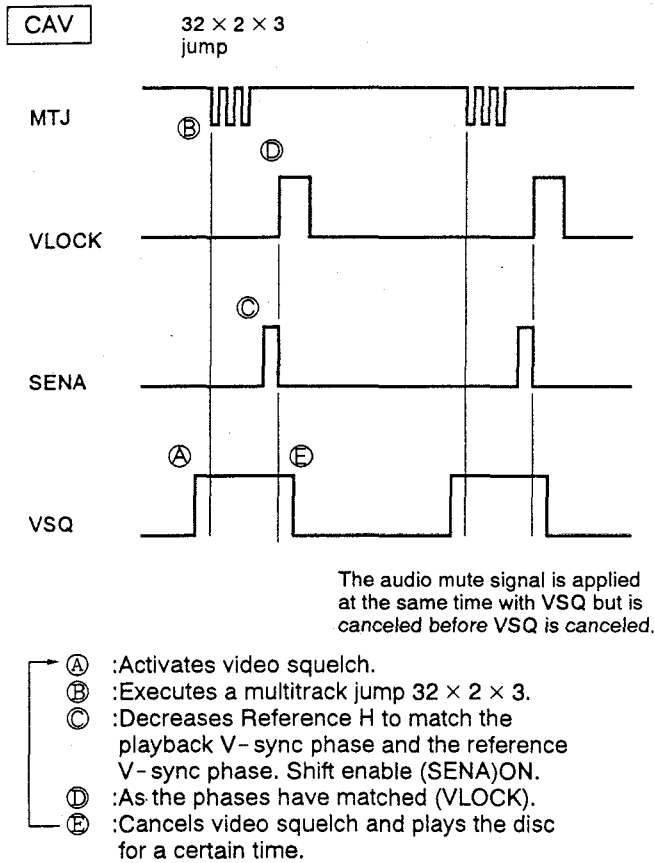 CAV
32 × 2 × 3
jump
MTJ
Ⓑ
Ⓓ
VLOCK
Ⓒ
SENA
Ⓐ
Ⓔ
VSQ
The audio mute signal is applied
at the same time with VSQ but is
canceled before VSQ is canceled.
Ⓐ :Activates video squelch.
Ⓑ :Executes a multitrack jump 32 × 2 × 3.
Ⓒ :Decreases Reference H to match the
playback V-sync phase and the reference
V-sync phase. Shift enable (SENA)ON.
Ⓓ :As the phases have matched (VLOCK).
Ⓔ :Cancels video squelch and plays the disc
for a certain time.